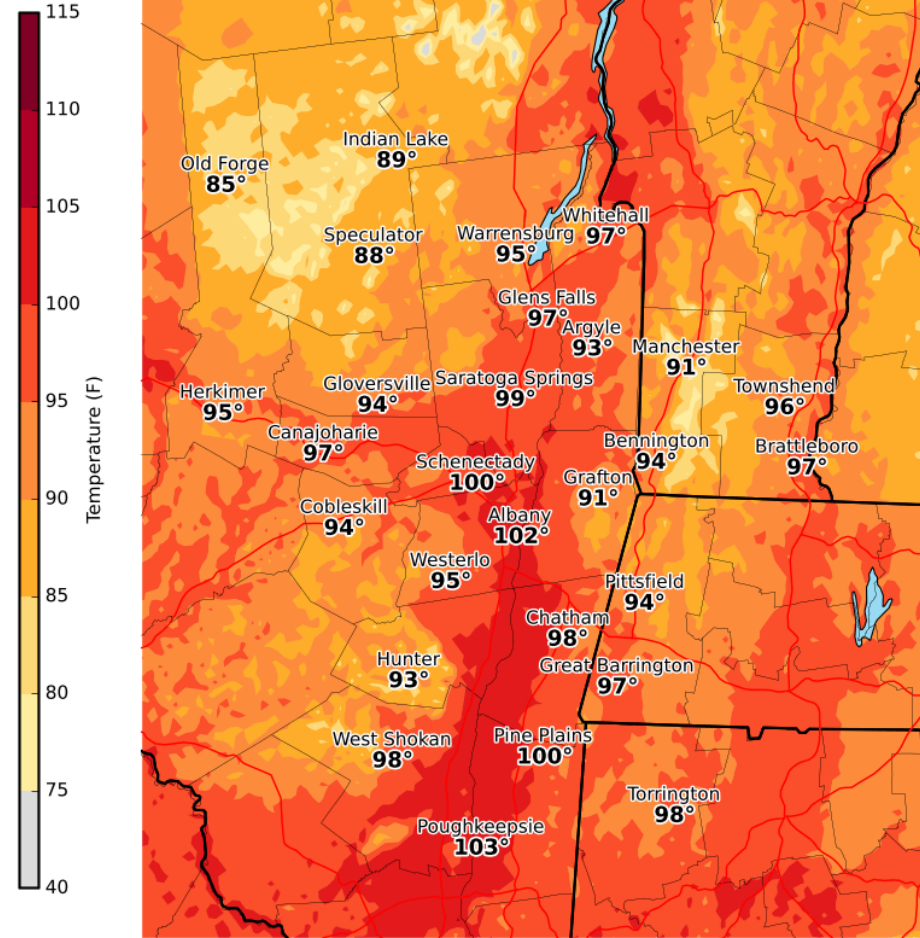 115
110
105
100
95
90
85
80
75
40
Temperature (F)
Indian Lake
89°
Old Forge
85°
Whitehall
97°
Speculator
88°
Warrensburg
95°
Glens Falls
97°
Argyle
93°
Manchester
91°
Herkimer
95°
Gloversville
94°
Saratoga Springs
99°
Townshend
96°
Canajoharie
97°
Bennington
94°
Brattleboro
97°
Schenectady
100°
Grafton
91°
Cobleskill
94°
Albany
102°
Westerlo
95°
Pittsfield
94°
Chatham
98°
Hunter
93°
Great Barrington
97°
West Shokan
98°
Pine Plains
100°
Torrington
98°
Poughkeepsie
103°